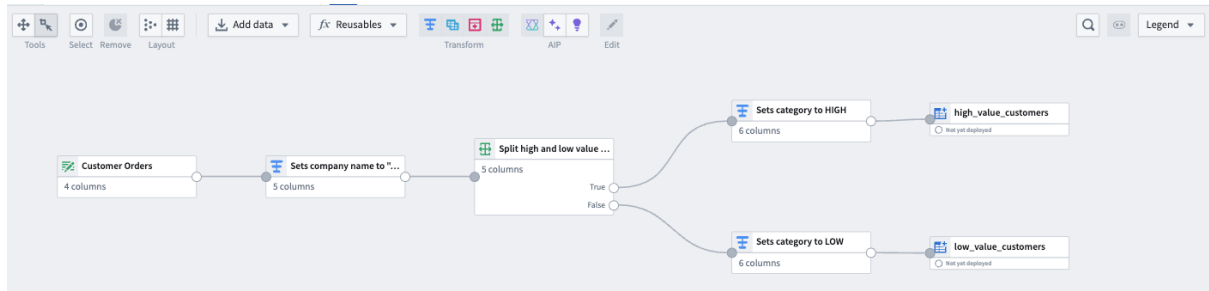 Add data
fx Reusables
Legend
Tools
Select
Remove
Layout
Transform
AIP
Edit
Customer Orders
4 columns
Sets company name to "...
5 columns
Split high and low value ...
5 columns
True
False
Sets category to HIGH
6 columns
high_value_customers
Not yet deployed
Sets category to LOW
6 columns
low_value_customers
Not yet deployed